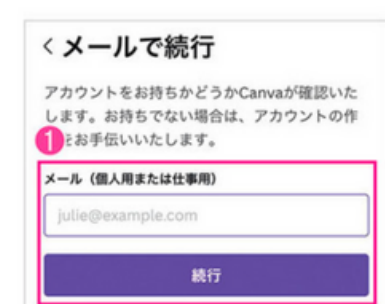 < メールで続行
アカウントをお持ちかどうかCanvaが確認いた
します。お持ちでない場合は、アカウントの作
1 をお手伝いいたします。
メール（個人用または仕事用）
julie@example.com
続行